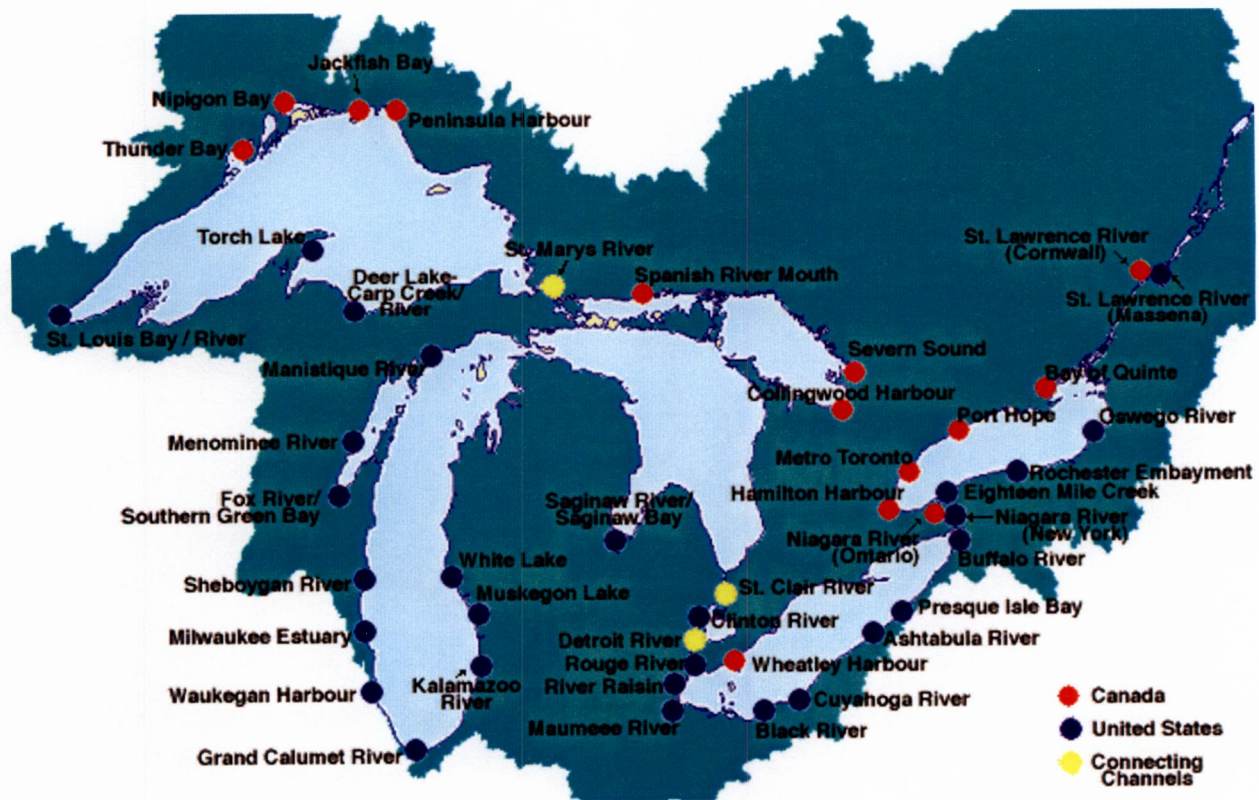 Jackfish Bay
Nipigon Bay
Peninsula Harbour
Thunder Bay
Torch Lake
St. Marys River
Spanish River Mouth
St. Lawrence River
(Cornwall)
Deer Lake-
Carp Creek/
River
St. Lawrence River
(Massena)
St. Louis Bay / River
Manistique River
Severn Sound
Bay of Quinte
Collingwood Harbour
Port Hope
Oswego River
Menominee River
Metro Toronto
Rochester Embayment
Fox River/
Southern Green Bay
Saginaw River/
Saginaw Bay
Hamilton Harbour
Eighteen Mile Creek
Niagara River
(New York)
Niagara River
(Ontario)
Buffalo River
White Lake
Sheboygan River
Muskegon Lake
St. Clair River
Presque Isle Bay
Clinton River
Milwaukee Estuary
Detroit River
Ashtabula River
Rouge River
Wheatley Harbour
Kalamazoo
River
River Raisin
Waukegan Harbour
Cuyahoga River
Maumeee River
Black River
Grand Calumet River
Canada
United States
Connecting
Channels